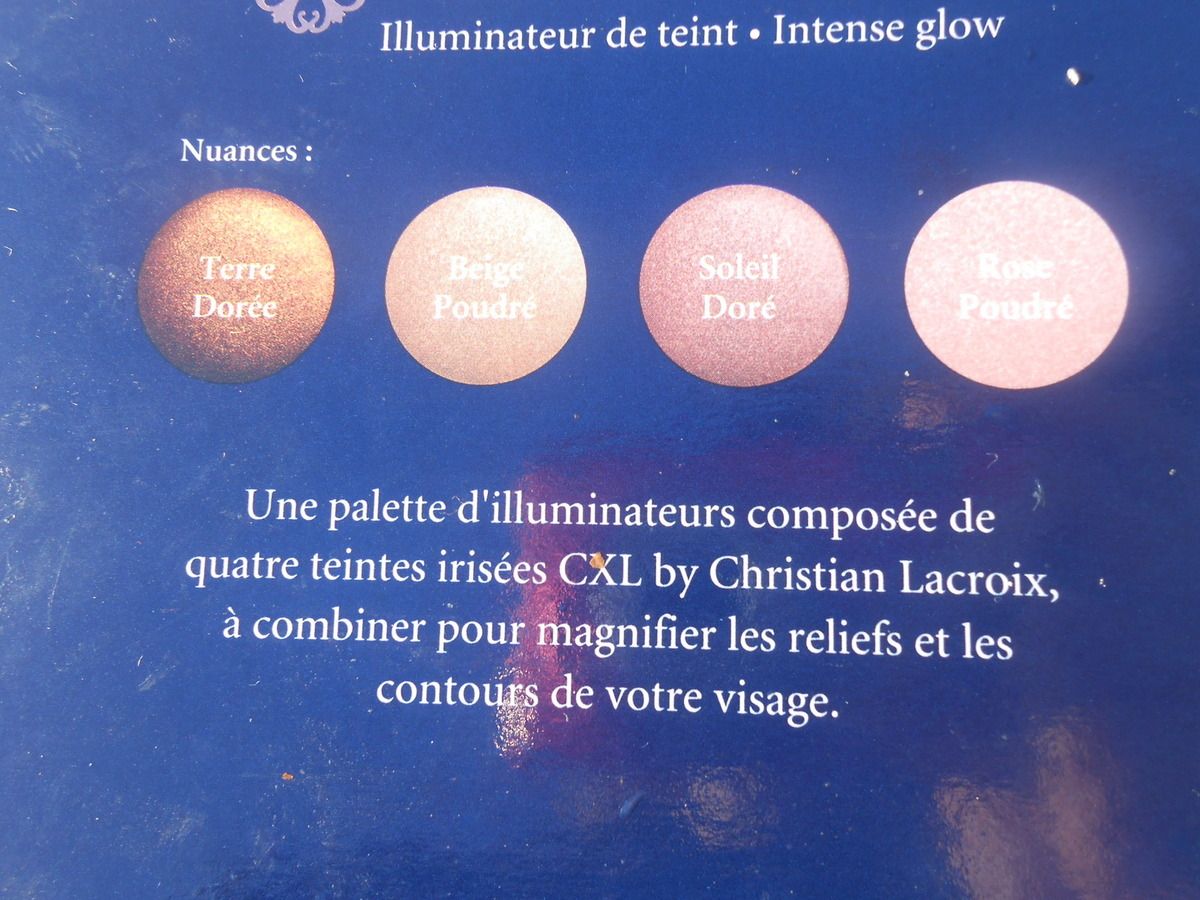 Illuminateur de teint • Intense glow
Nuances :
Terre
Dorée
Beige
Poudré
Soleil
Doré
Rose
Poudré
Une palette d'illuminateurs composée de
quatre teintes irisées CXL by Christian Lacroix,
à combiner pour magnifier les reliefs et les
contours de votre visage.